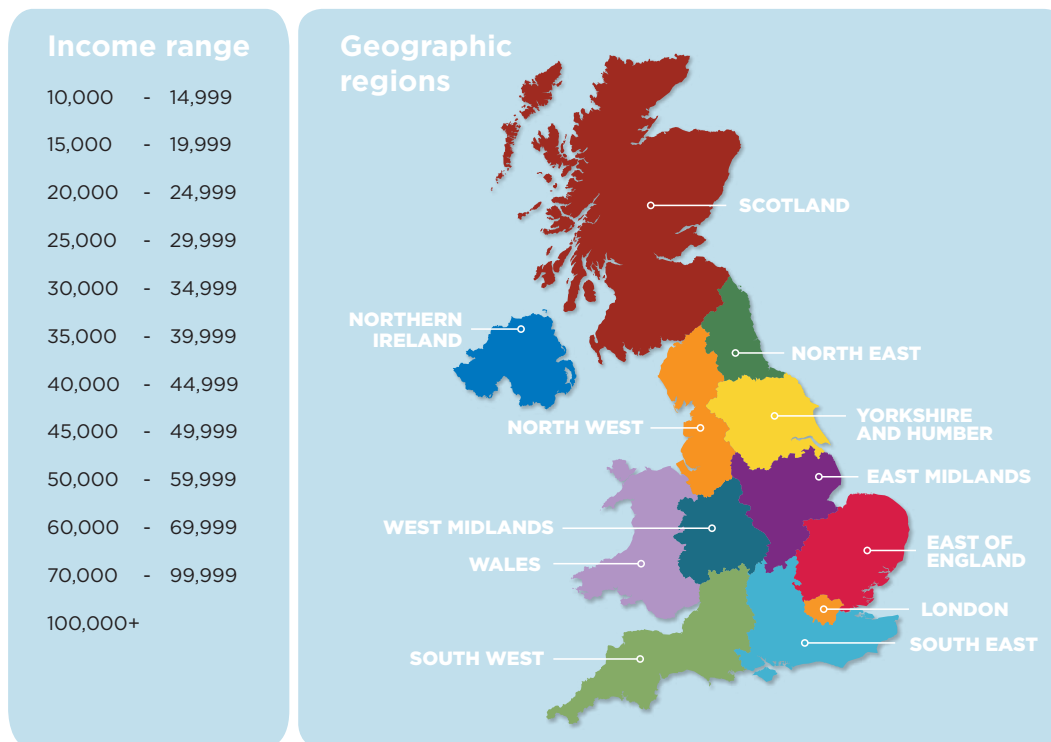 Income range
10,000 - 14,999
15,000 - 19,999
20,000 - 24,999
25,000 - 29,999
30,000 - 34,999
35,000 - 39,999
40,000 - 44,999
45,000 - 49,999
50,000 - 59,999
60,000 - 69,999
70,000 - 99,999
100,000+
Geographic
regions
SCOTLAND
NORTHERN
IRELAND
NORTH EAST
NORTH WEST
YORKSHIRE
AND HUMBER
EAST MIDLANDS
WEST MIDLANDS
EAST OF
ENGLAND
WALES
LONDON
SOUTH EAST
SOUTH WEST